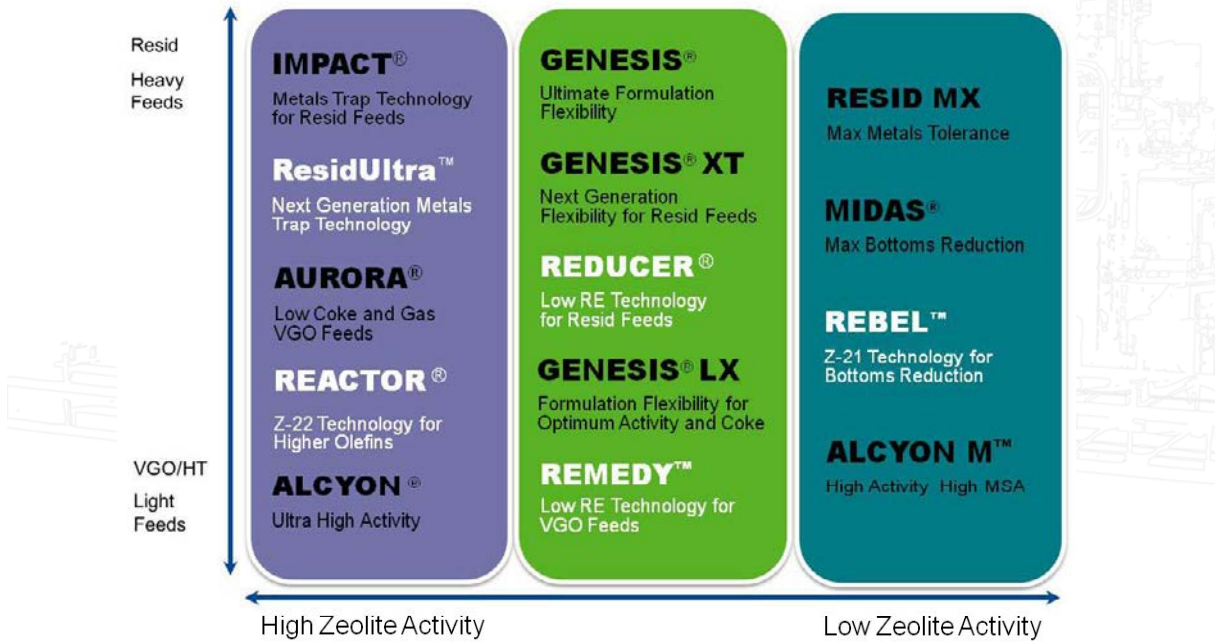 Resid
Heavy
Feeds
VGO/HT
Light
Feeds
IMPACT®
Metals Trap Technology
for Resid Feeds
ResidUltra™
Next Generation Metals
Trap Technology
AURORA®
Low Coke and Gas
VGO Feeds
REACTOR®
Z-22 Technology for
Higher Olefins
ALCYON®
Ultra High Activity
GENESIS®
Ultimate Formulation
Flexibility
GENESIS® XT
Next Generation
Flexibility for Resid Feeds
REDUCER®
Low RE Technology
for Resid Feeds
GENESIS® LX
Formulation Flexibility for
Optimum Activity and Coke
REMEDY™
Low RE Technology for
VGO Feeds
RESID MX
Max Metals Tolerance
MIDAS®
Max Bottoms Reduction
REBEL™
Z-21 Technology for
Bottoms Reduction
ALCYON M™
High Activity High MSA
High Zeolite Activity
Low Zeolite Activity